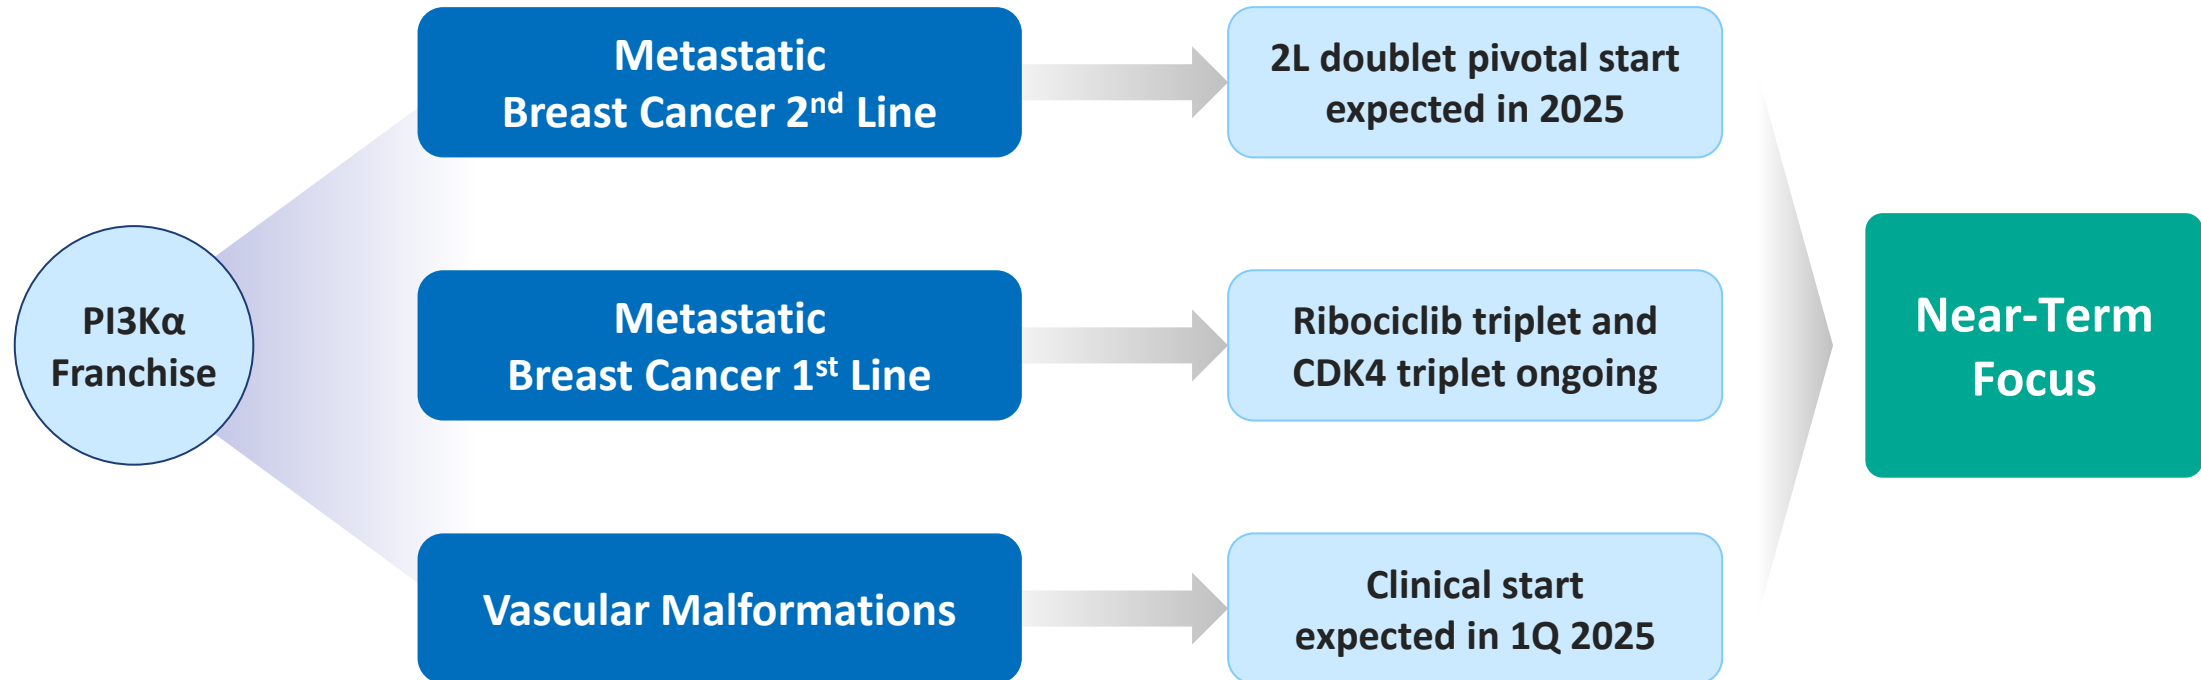 PI3Kα
Franchise
Metastatic
Breast Cancer 2nd Line
2L doublet pivotal start
expected in 2025
Metastatic
Breast Cancer 1st Line
Ribociclib triplet and
CDK4 triplet ongoing
Vascular Malformations
Clinical start
expected in 1Q 2025
Near-Term
Focus